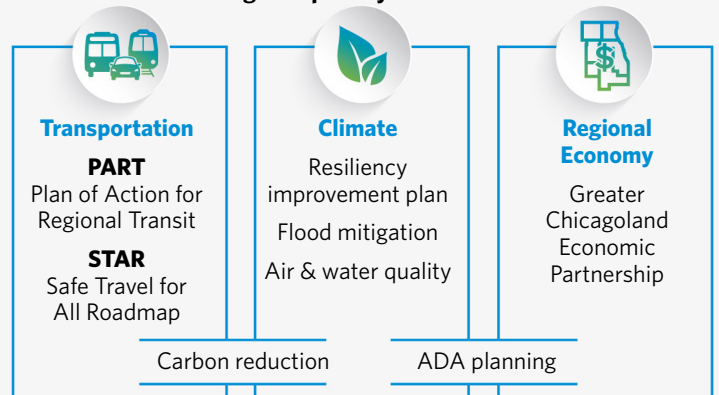 Transportation
PART
Plan of Action for
Regional Transit
STAR
Safe Travel for
All Roadmap
Climate
Resiliency
improvement plan
Flood mitigation
Air & water quality
Regional
Economy
$
Greater
Chicagoland
Economic
Partnership
Carbon reduction
ADA planning